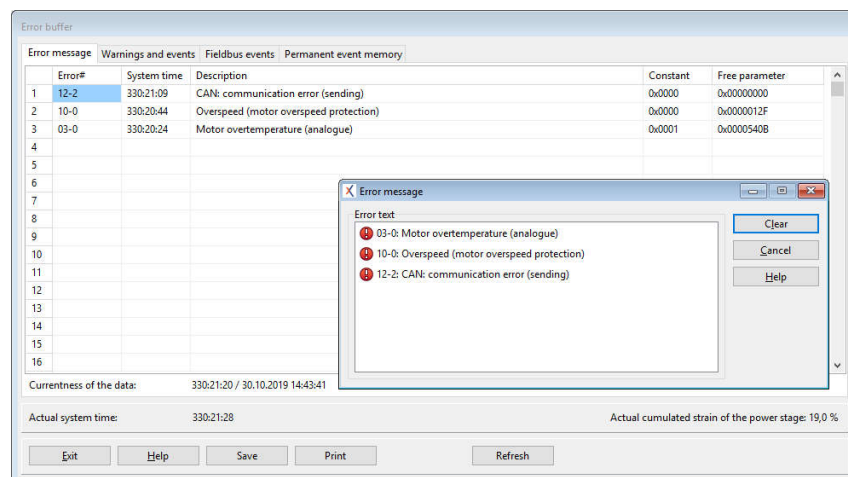 Error buffer
Error message Warnings and events Fieldbus events Permanent event memory
Error# System time Description Constant Free parameter
1 12-2 330:21:09 CAN: communication error (sending) 0x0000 0x00000000
2 10-0 330:20:44 Overspeed (motor overspeed protection) 0x0000 0x0000012F
3 03-0 330:20:24 Motor overtemperature (analogue) 0x0001 0x0000540B
4
5
6
7
8
9
10
11
12
13
14
15
16
Error message
Error text
03-0: Motor overtemperature (analogue)
10-0: Overspeed (motor overspeed protection)
12-2: CAN: communication error (sending)
Clear
Cancel
Help
Currentness of the data: 330:21:20 / 30.10.2019 14:43:41
Actual system time: 330:21:28 Actual cumulated strain of the power stage: 19,0 %
Exit Help Save Print Refresh